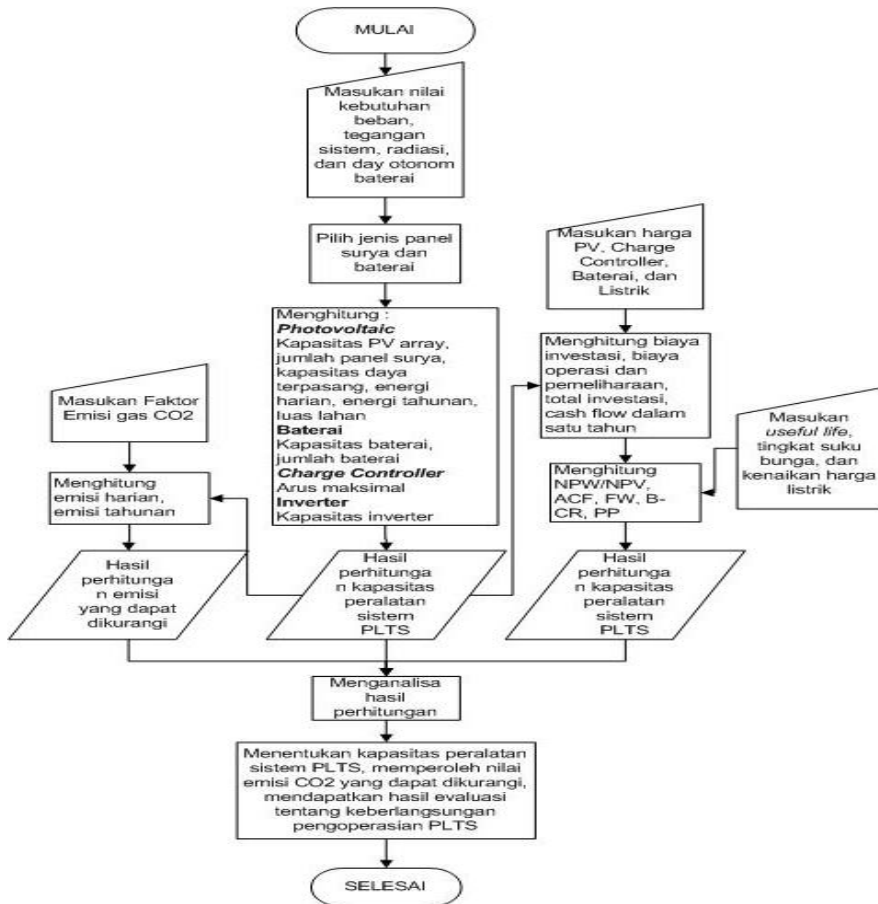 MULAI
Masukan nilai
kebutuhan
beban,
tegangan
sistem, radiasi,
dan day otonom
baterai
Pilih jenis panel
surya dan
baterai
Menghitung :
Photovoltaic
Kapasitas PV array,
jumlah panel surya,
kapasitas daya
terpasang, energi
harian, energi tahunan,
luas lahan
Baterai
Kapasitas baterai,
jumlah baterai
Charge Controller
Arus maksimal
Inverter
Kapasitas inverter
Masukan Faktor
Emisi gas CO2
Menghitung
emisi harian,
emisi tahunan
Hasil
perhitunga
n emisi
yang dapat
dikurangi
Hasil
perhitunga
n kapasitas
peralatan
sistem
PLTS
Masukan harga
PV, Charge
Controller,
Baterai, dan
Listrik
Menghitung biaya
investasi, biaya
operasi dan
pemeliharaan,
total investasi,
cash flow dalam
satu tahun
Masukan
useful life,
tingkat suku
bunga, dan
kenaikan harga
listrik
Menghitung
NPW/NPV,
ACF, FW, B-
CR, PP
Hasil
perhitunga
n kapasitas
peralatan
sistem
PLTS
Menganalisa
hasil
perhitungan
Menentukan kapasitas peralatan
sistem PLTS, memperoleh nilai
emisi CO2 yang dapat dikurangi,
mendapatkan hasil evaluasi
tentang keberlangsungan
pengoperasian PLTS
SELESAI